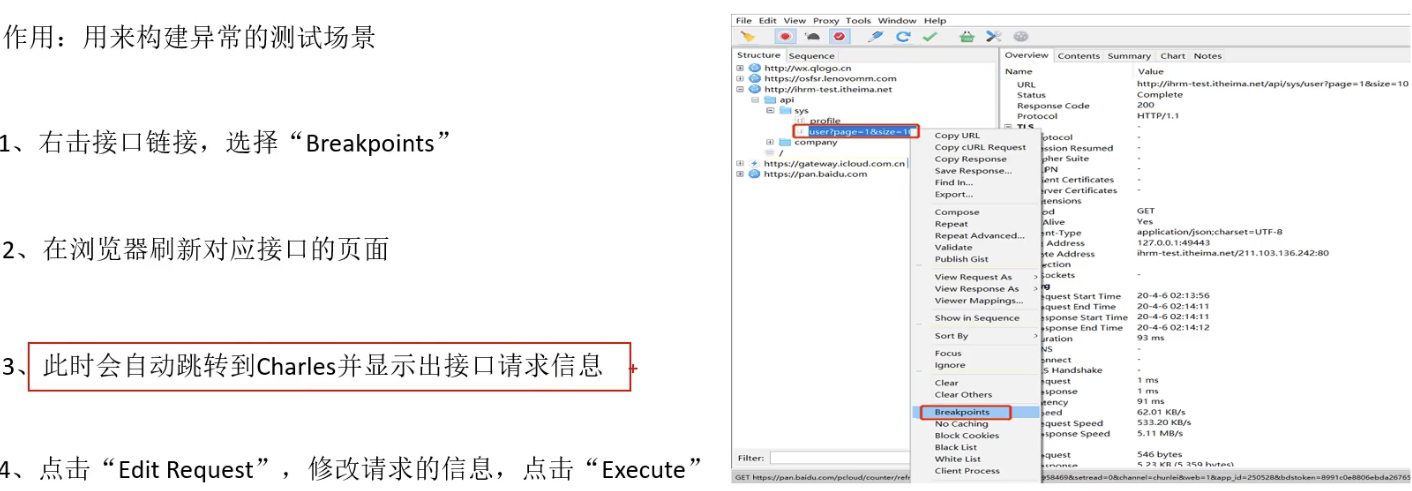 作用：用来构建异常的测试场景
1、右击接口链接，选择“Breakpoints”
2、在浏览器刷新对应接口的页面
3、此时会自动跳转到Charles并显示出接口请求信息
4、点击“Edit Request”，修改请求的信息，点击“Execute”
File Edit View Proxy Tools Window Help
Structure Sequence
http://wx.qlogo.cn
https://osfsr.lenovomm.com
http://ihrm-test.itheima.net
api
sys
profile
user?page=1&size=10
company
/
https://gateway.icloud.com.cn
https://pan.baidu.com
Filter:
Copy URL
Copy cURL Request
Copy Response
Save Response...
Find In...
Export...
Compose
Repeat
Repeat Advanced...
Validate
Publish Gist
View Request As
View Response As
Viewer Mappings...
Show in Sequence
Sort By
Focus
Ignore
Clear
Clear Others
Breakpoints
No Caching
Block Cookies
Black List
White List
Client Process
Overview Contents Summary Chart Notes
Name Value
URL http://ihrm-test.itheima.net/api/sys/user?page=1&size=10
Status Complete
Response Code 200
Protocol HTTP/1.1
TLS -
otocol -
ssion Resumed -
pher Suite -
PN -
ient Certificates -
rver Certificates -
tensions -
od GET
Alive Yes
nt-Type application/json;charset=UTF-8
Address 127.0.0.1:49443
te Address ihrm-test.itheima.net/211.103.136.242:80
ection
ockets -
g
quest Start Time 20-4-6 02:13:56
quest End Time 20-4-6 02:14:11
sponse Start Time 20-4-6 02:14:11
sponse End Time 20-4-6 02:14:12
uration 93 ms
NS -
onnect -
S Handshake -
quest 1 ms
sponse 1 ms
tency 91 ms
eed 62.01 KB/s
quest Speed 533.20 KB/s
sponse Speed 5.11 MB/s
quest 546 bytes
sponse 5.23 KB (5,359 bytes)
GET https://pan.baidu.com/pcloud/counter/refr
958469&setread=0&channel=chunlei&web=1&app_id=250528&bdstoken=8991c0e8806ebda26765